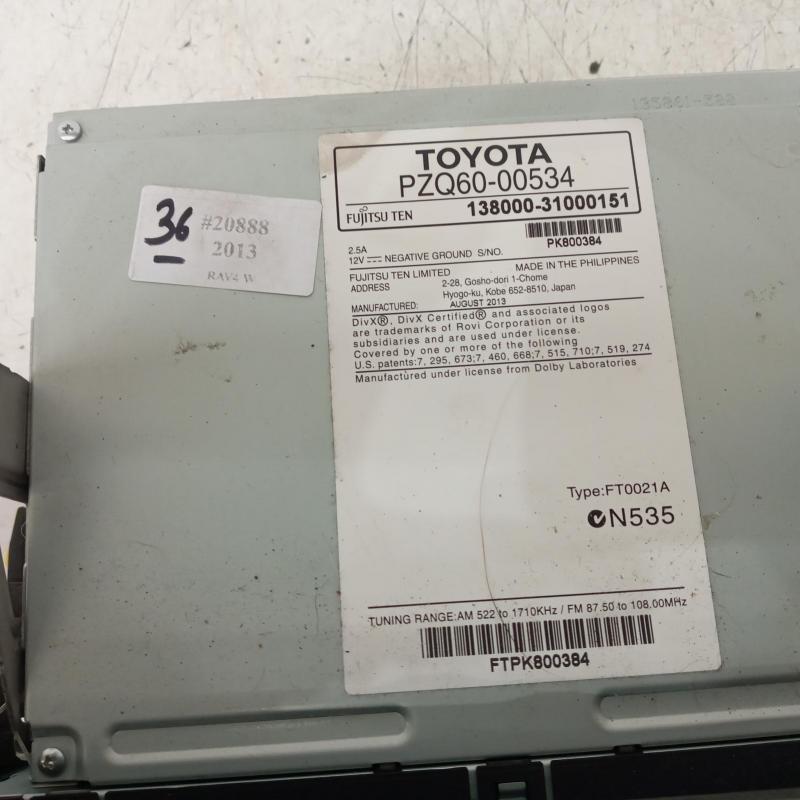 135861-388
TOYOTA
PZQ60-00534
FUJITSU TEN 138000-31000151
PK800384
2.5A
12V NEGATIVE GROUND S/NO.
FUJITSU TEN LIMITED MADE IN THE PHILIPPINES
ADDRESS 2-28, Gosho-dori 1-Chome
Hyogo-ku, Kobe 652-8510, Japan
MANUFACTURED: AUGUST 2013
DivX®, DivX Certified® and associated logos
are trademarks of Rovi Corporation or its
subsidiaries and are used under license.
Covered by one or more of the following
U.S. patents:7, 295, 673;7, 460, 668;7, 515, 710;7, 519, 274
Manufactured under license from Dolby Laboratories
Type:FT0021A
N535
TUNING RANGE:AM 522 to 1710KHz / FM 87.50 to 108.00MHz
FTPK800384
36 #20888
2013
RAV4 W